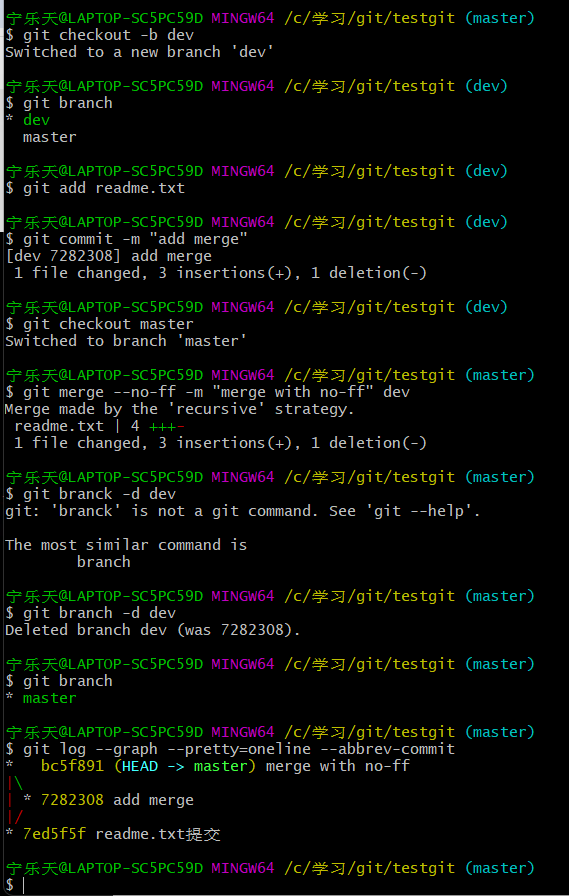 宁乐天@LAPTOP-SC5PC59D MINGW64 /c/学习/git/testgit (master)
$ git checkout -b dev
Switched to a new branch 'dev'

宁乐天@LAPTOP-SC5PC59D MINGW64 /c/学习/git/testgit (dev)
$ git branch
* dev
  master

宁乐天@LAPTOP-SC5PC59D MINGW64 /c/学习/git/testgit (dev)
$ git add readme.txt

宁乐天@LAPTOP-SC5PC59D MINGW64 /c/学习/git/testgit (dev)
$ git commit -m "add merge"
[dev 7282308] add merge
 1 file changed, 3 insertions(+), 1 deletion(-)

宁乐天@LAPTOP-SC5PC59D MINGW64 /c/学习/git/testgit (dev)
$ git checkout master
Switched to branch 'master'

宁乐天@LAPTOP-SC5PC59D MINGW64 /c/学习/git/testgit (master)
$ git merge --no-ff -m "merge with no-ff" dev
Merge made by the 'recursive' strategy.
 readme.txt | 4 +++-
 1 file changed, 3 insertions(+), 1 deletion(-)

宁乐天@LAPTOP-SC5PC59D MINGW64 /c/学习/git/testgit (master)
$ git branck -d dev
git: 'branck' is not a git command. See 'git --help'.

The most similar command is
        branch

宁乐天@LAPTOP-SC5PC59D MINGW64 /c/学习/git/testgit (master)
$ git branch -d dev
Deleted branch dev (was 7282308).

宁乐天@LAPTOP-SC5PC59D MINGW64 /c/学习/git/testgit (master)
$ git branch
* master

宁乐天@LAPTOP-SC5PC59D MINGW64 /c/学习/git/testgit (master)
$ git log --graph --pretty=oneline --abbrev-commit
*   bc5f891 (HEAD -> master) merge with no-ff
|\
| * 7282308 add merge
|/
* 7ed5f5f readme.txt提交

宁乐天@LAPTOP-SC5PC59D MINGW64 /c/学习/git/testgit (master)
$